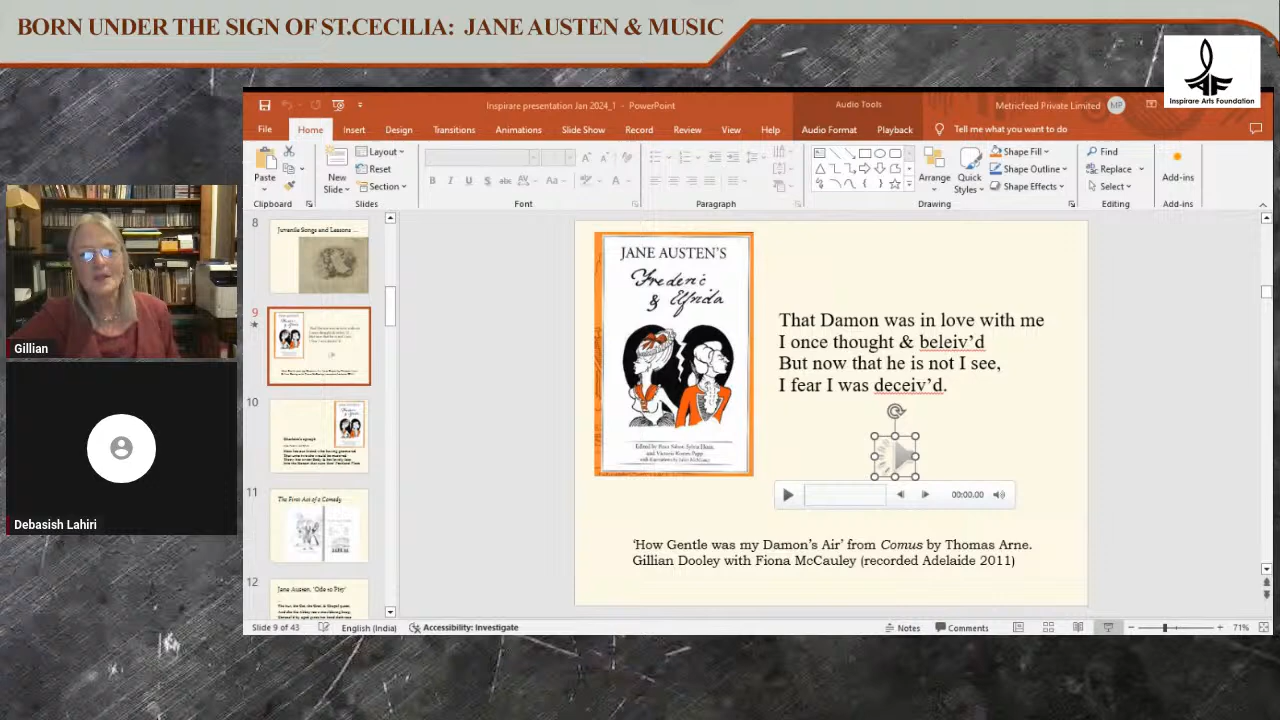 BORN UNDER THE SIGN OF ST.CECILIA: JANE AUSTEN & MUSIC
Inspirare Arts Foundation
Inspirare presentation Jan 2024_1 - PowerPoint
Audio Tools
Metricfeed Private Limited
MP
File
Home
Insert
Design
Transitions
Animations
Slide Show
Record
Review
View
Help
Audio Format
Playback
Tell me what you want to do
Paste
New
Slide
Layout
Reset
Section
B I U S abc AV Aa A
Arrange
Quick
Styles
Shape Fill
Shape Outline
Shape Effects
Find
Replace
Select
Add-ins
Clipboard
Slides
Font
Paragraph
Drawing
Editing
Add-ins
Gillian
Debasish Lahiri
8
Juvenile Songs and Lessons ...
9
10
11
The First Act of a Comedy
12
Jane Austen, 'Ode to Pity'
JANE AUSTEN'S
Frederic
& Elfrida
That Damon was in love with me
I once thought & beleiv'd
But now that he is not I see,
I fear I was deceiv'd.
00:00.00
'How Gentle was my Damon's Air' from Comus by Thomas Arne.
Gillian Dooley with Fiona McCauley (recorded Adelaide 2011)
Slide 9 of 43
English (India)
Accessibility: Investigate
Notes
Comments
71%